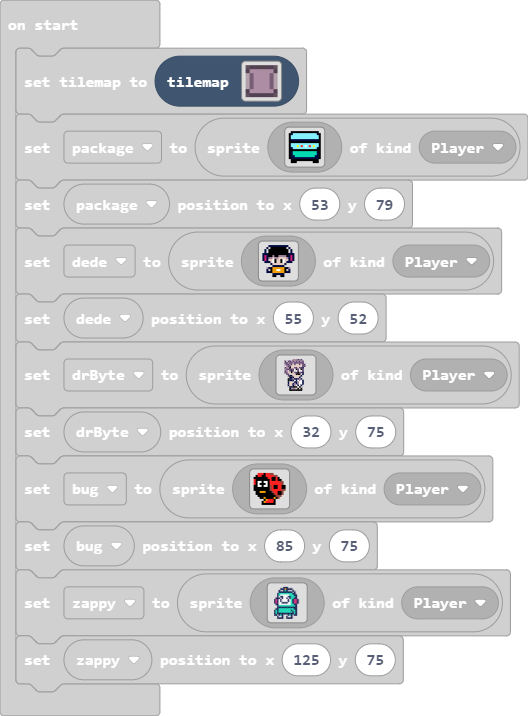 on start
set tilemap to tilemap
set package to sprite of kind Player
set package position to x 53 y 79
set dede to sprite of kind Player
set dede position to x 55 y 52
set drByte to sprite of kind Player
set drByte position to x 32 y 75
set bug to sprite of kind Player
set bug position to x 85 y 75
set zappy to sprite of kind Player
set zappy position to x 125 y 75